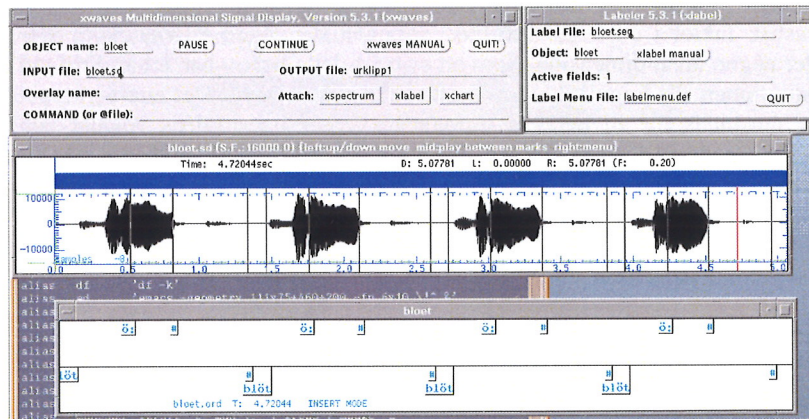 xwaves Multidimensional Signal Display, Version 5.3.1 (xwaves)
OBJECT name: bloet PAUSE CONTINUE xwaves MANUAL QUIT!
INPUT file: bloet.sd OUTPUT file: urklipp1
Overlay name: Attach: xspectrum xlabel xchart
COMMAND (or @file):
Labeler 5.3.1 (xlabel)
Label File: bloet.seg
Object: bloet xlabel manual
Active fields: 1
Label Menu File: labelmenu.def QUIT
bloet.sd (S.F.:16000.0) {left:up/down move mid:play between marks right:menu}
Time: 4.72044sec D: 5.07781 L: 0.00000 R: 5.07781 (F: 0.20)
10000
0
-10000
Samples -0
0.0 0.5 1.0 1.5 2.0 2.5 3.0 3.5 4.0 4.5 5.0
alias df 'df -k'
alias
alias
alias
alias
alias
alias
alias
alias
bloet
ö: # ö: # ö: # ö: #
löt # blöt # blöt # blöt #
bloet.ord T: 4.72044 INSERT MODE